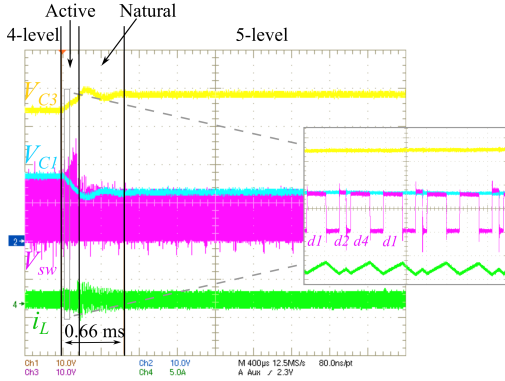 Active Natural
4-level 5-level
VC3
VC1
d1 d2 d4 d1
2
Vsw
4
iL
0.66 ms
Ch1 10.0V Ch2 10.0V M 400µs 12.5MS/s 80.0ns/pt
Ch3 10.0V Ch4 5.0A A Aux ∕ 2.3V